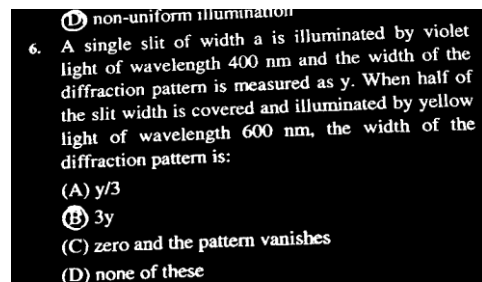 (D) non-uniform illumination
6. A single slit of width a is illuminated by violet
light of wavelength 400 nm and the width of the
diffraction pattern is measured as y. When half of
the slit width is covered and illuminated by yellow
light of wavelength 600 nm, the width of the
diffraction pattern is:
(A) y/3
(B) 3y
(C) zero and the pattern vanishes
(D) none of these